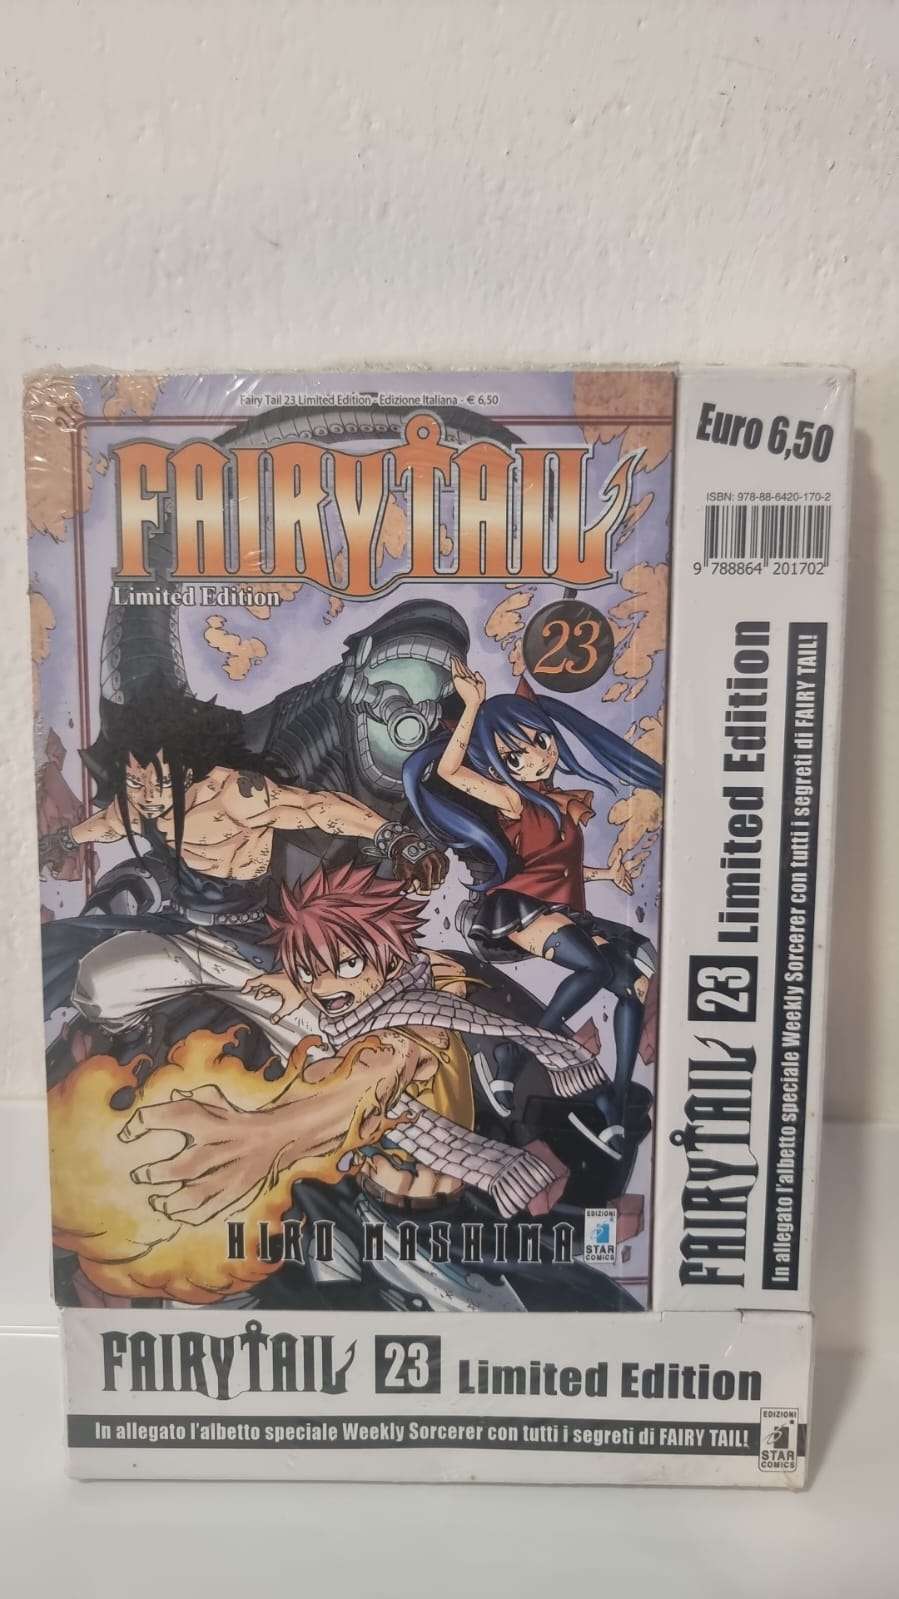 Fairy Tail 23 Limited Edition - Edizione Italiana - € 6,50
FAIRY TAIL
Limited Edition
23
HIRO MASHIMA
EDIZIONI
STAR
COMICS
Euro 6,50
ISBN: 978-88-6420-170-2
9 788864 201702
FAIRY TAIL 23 Limited Edition
In allegato l'albetto speciale Weekly Sorcerer con tutti i segreti di FAIRY TAIL!
FAIRY TAIL 23 Limited Edition
In allegato l'albetto speciale Weekly Sorcerer con tutti i segreti di FAIRY TAIL!
EDIZIONI
STAR
COMICS